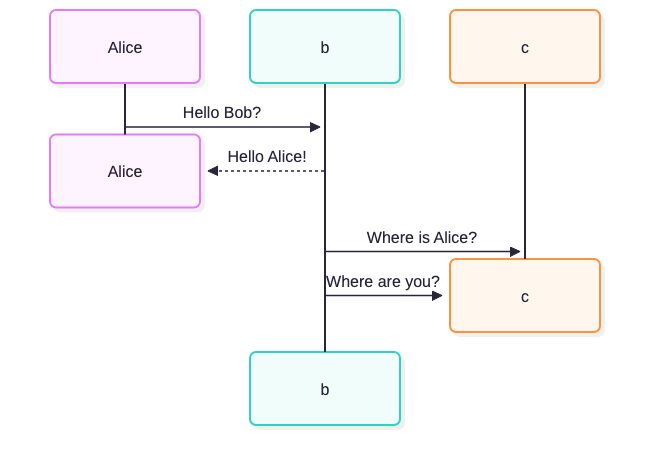 Alice
b
c
Hello Bob?
Alice
Hello Alice!
Where is Alice?
Where are you?
c
b